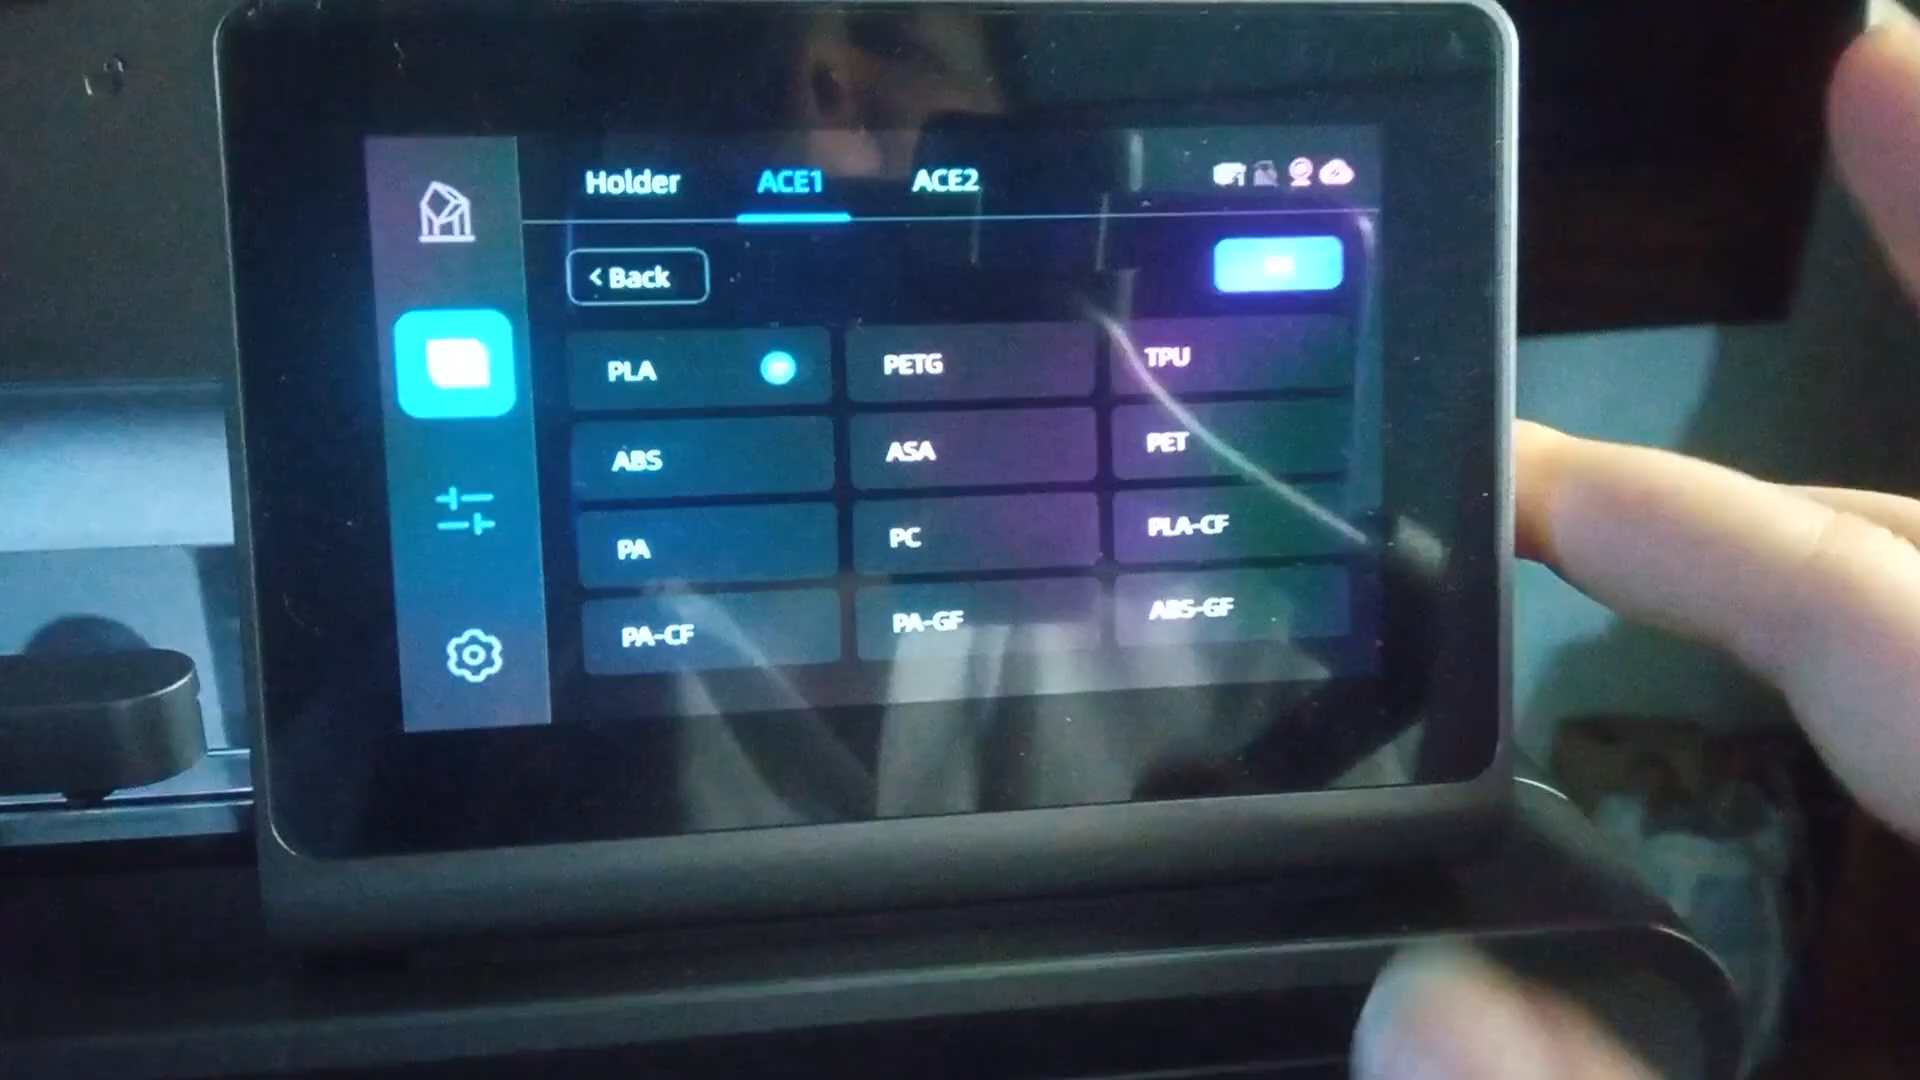 Holder ACE1 ACE2
< Back
PLA PETG TPU
ABS ASA PET
PA PC PLA-CF
PA-CF PA-GF ABS-GF